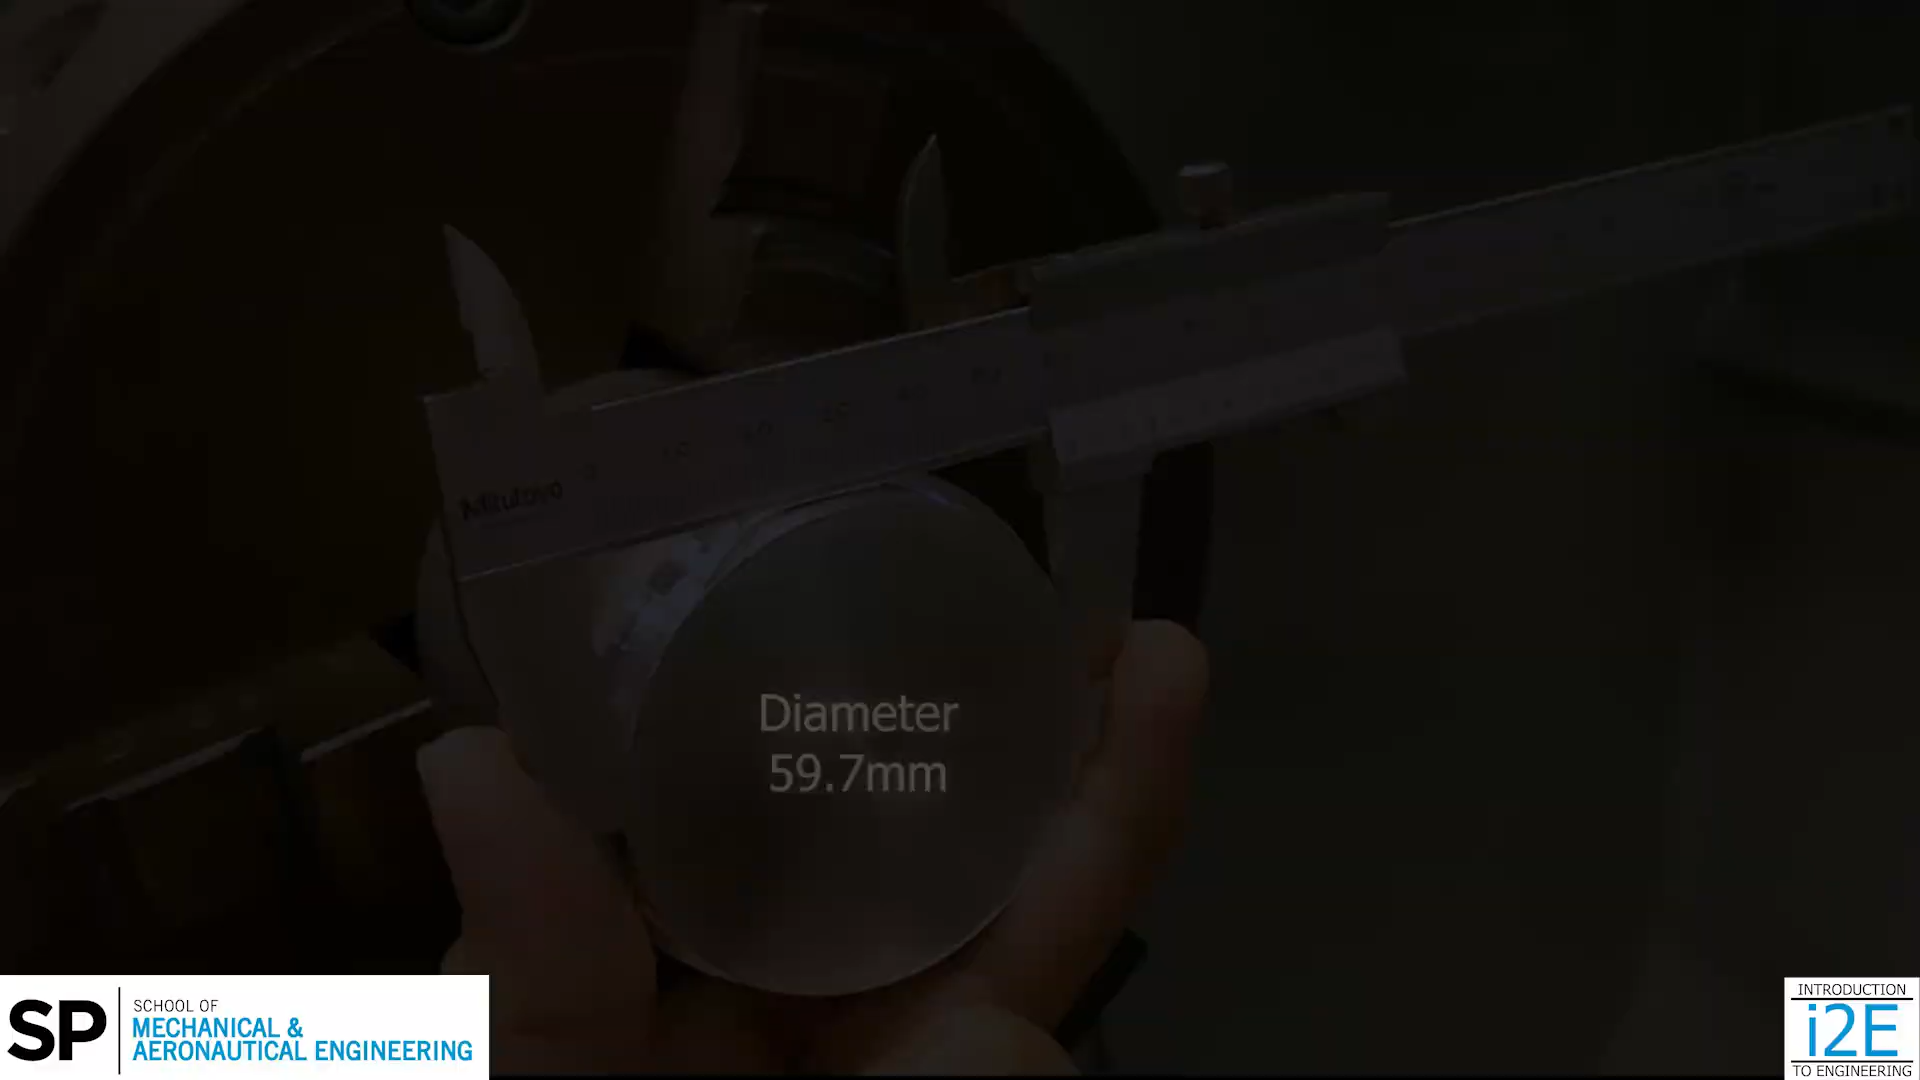 Mitutoyo
Diameter
59.7mm
SP
SCHOOL OF
MECHANICAL &
AERONAUTICAL ENGINEERING
INTRODUCTION
i2E
TO ENGINEERING